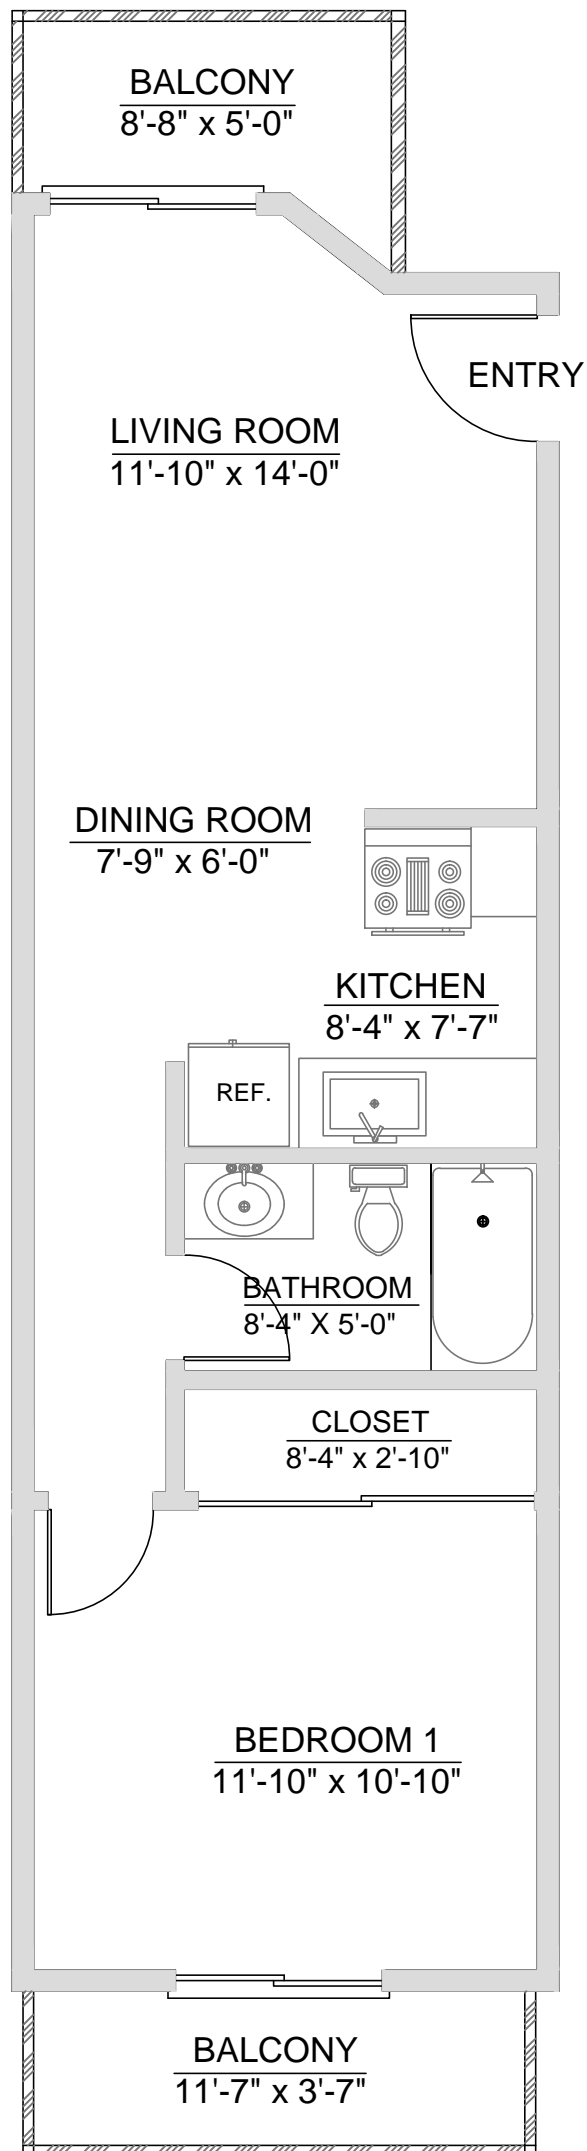 BALCONY
8'-8" x 5'-0"
ENTRY
LIVING ROOM
11'-10" x 14'-0"
DINING ROOM
7'-9" x 6'-0"
KITCHEN
8'-4" x 7'-7"
REF.
BATHROOM
8'-4" X 5'-0"
CLOSET
8'-4" x 2'-10"
BEDROOM 1
11'-10" x 10'-10"
BALCONY
11'-7" x 3'-7"